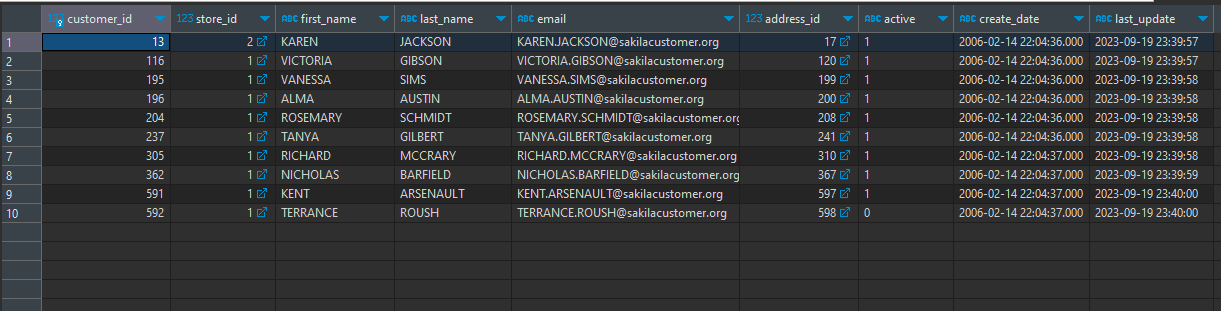 123 customer_id 123 store_id ABC first_name ABC last_name ABC email 123 address_id ABC active ABC create_date ABC last_update
1 13 2 KAREN JACKSON KAREN.JACKSON@sakilacustomer.org 17 1 2006-02-14 22:04:36.000 2023-09-19 23:39:57
2 116 1 VICTORIA GIBSON VICTORIA.GIBSON@sakilacustomer.org 120 1 2006-02-14 22:04:36.000 2023-09-19 23:39:57
3 195 1 VANESSA SIMS VANESSA.SIMS@sakilacustomer.org 199 1 2006-02-14 22:04:36.000 2023-09-19 23:39:58
4 196 1 ALMA AUSTIN ALMA.AUSTIN@sakilacustomer.org 200 1 2006-02-14 22:04:36.000 2023-09-19 23:39:58
5 204 1 ROSEMARY SCHMIDT ROSEMARY.SCHMIDT@sakilacustomer.org 208 1 2006-02-14 22:04:36.000 2023-09-19 23:39:58
6 237 1 TANYA GILBERT TANYA.GILBERT@sakilacustomer.org 241 1 2006-02-14 22:04:36.000 2023-09-19 23:39:58
7 305 1 RICHARD MCCRARY RICHARD.MCCRARY@sakilacustomer.org 310 1 2006-02-14 22:04:37.000 2023-09-19 23:39:58
8 362 1 NICHOLAS BARFIELD NICHOLAS.BARFIELD@sakilacustomer.org 367 1 2006-02-14 22:04:37.000 2023-09-19 23:39:59
9 591 1 KENT ARSENAULT KENT.ARSENAULT@sakilacustomer.org 597 1 2006-02-14 22:04:37.000 2023-09-19 23:40:00
10 592 1 TERRANCE ROUSH TERRANCE.ROUSH@sakilacustomer.org 598 0 2006-02-14 22:04:37.000 2023-09-19 23:40:00